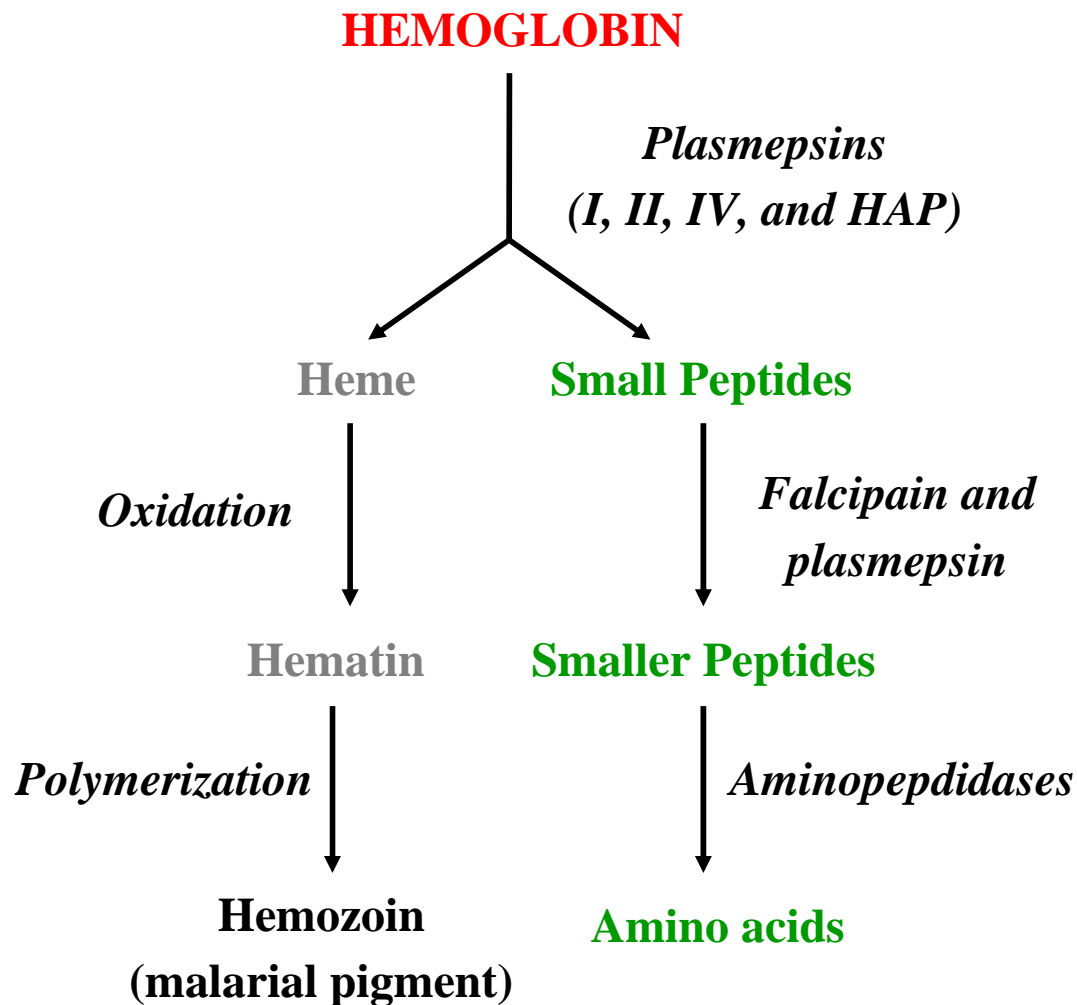 HEMOGLOBIN
Plasmepsins
(I, II, IV, and HAP)
Heme
Small Peptides
Oxidation
Falcipain and
plasmepsin
Hematin
Smaller Peptides
Polymerization
Aminopepdidases
Hemozoin
(malarial pigment)
Amino acids